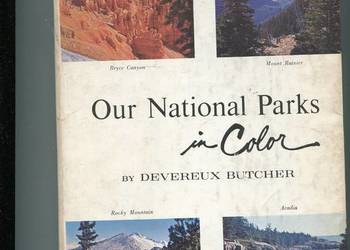 Bryce Canyon
Mount Rainier
Our National Parks
in Color
BY DEVEREUX BUTCHER
Rocky Mountain
Acadia